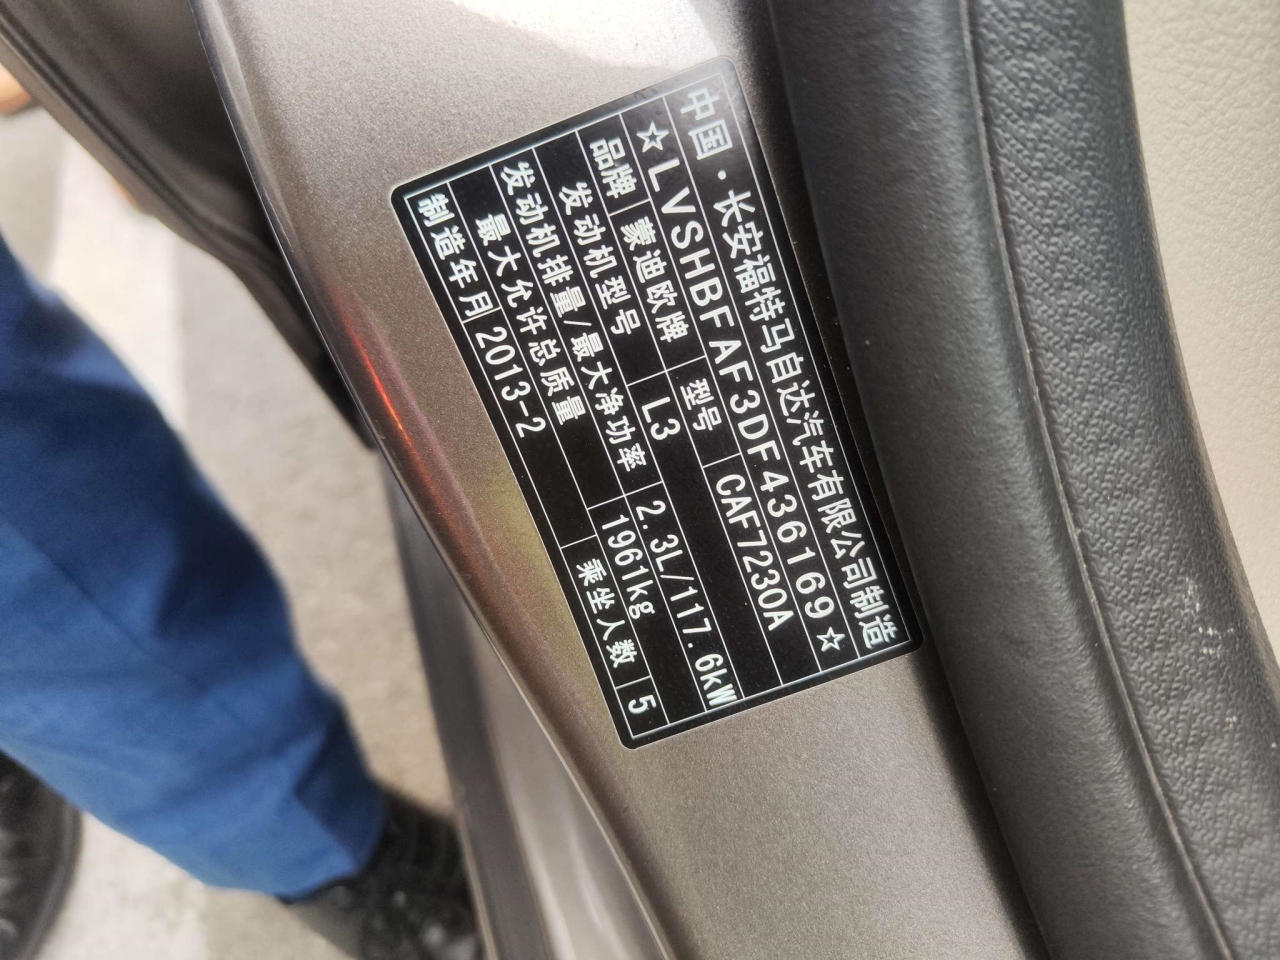 中国·长安福特马自达汽车有限公司制造
☆LVSHBFAF3DF436169☆
品牌 蒙迪欧牌 型号 CAF7230A
发动机型号 L3
发动机排量/最大净功率 2.3L/117.6kW
最大允许总质量 1961kg
制造年月 2013-2 乘坐人数 5